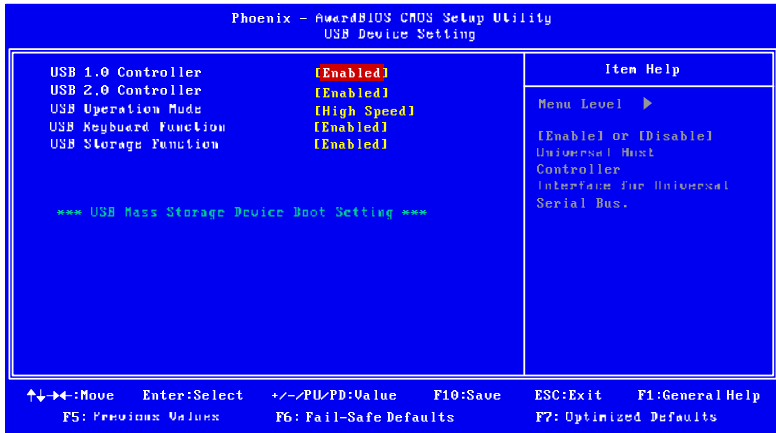 Phoenix - AwardBIOS CMOS Setup Utility
USB Device Setting
USB 1.0 Controller [Enabled]
USB 2.0 Controller [Enabled]
USB Operation Mode [High Speed]
USB Keyboard Function [Enabled]
USB Storage Function [Enabled]
*** USB Mass Storage Device Boot Setting ***
Item Help
Menu Level
[Enable] or [Disable]
Universal Host
Controller
Interface for Universal
Serial Bus.
:Move Enter:Select +/-/PU/PD:Value F10:Save ESC:Exit F1:General Help
F5: Previous Values F6: Fail-Safe Defaults F7: Optimized Defaults